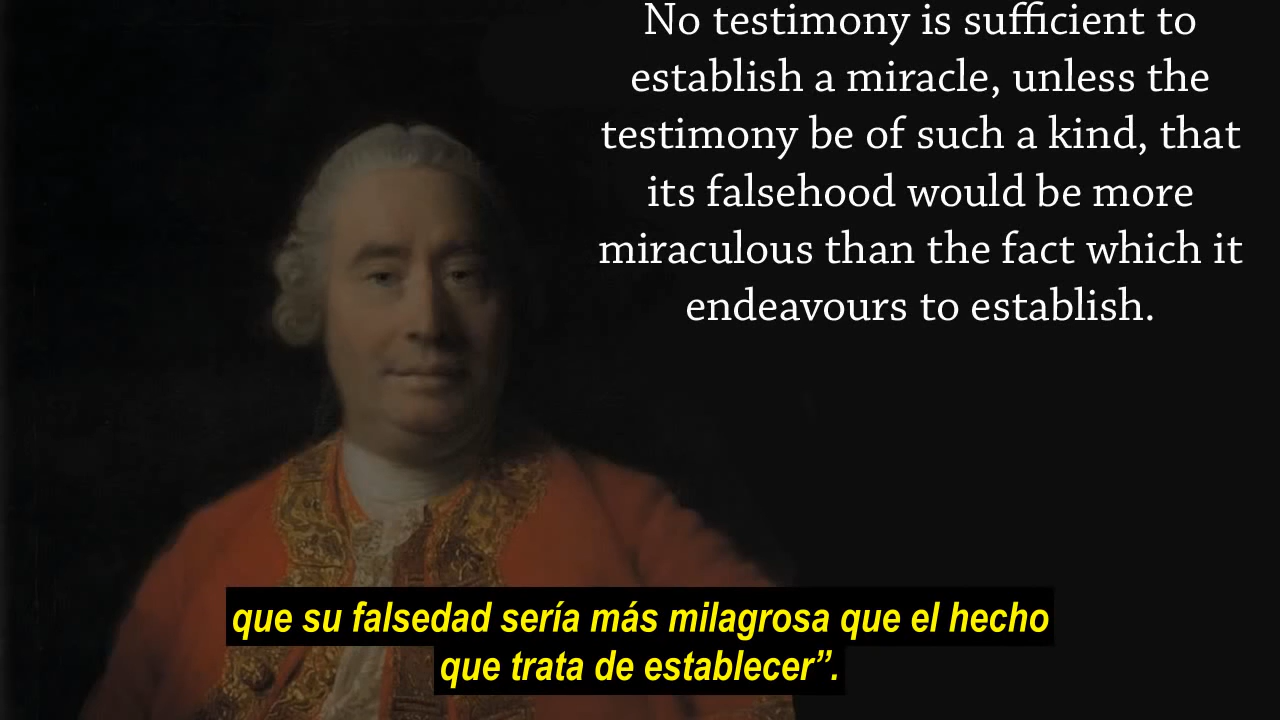 No testimony is sufficient to
establish a miracle, unless the
testimony be of such a kind, that
its falsehood would be more
miraculous than the fact which it
endeavours to establish.
que su falsedad sería más milagrosa que el hecho
que trata de establecer”.